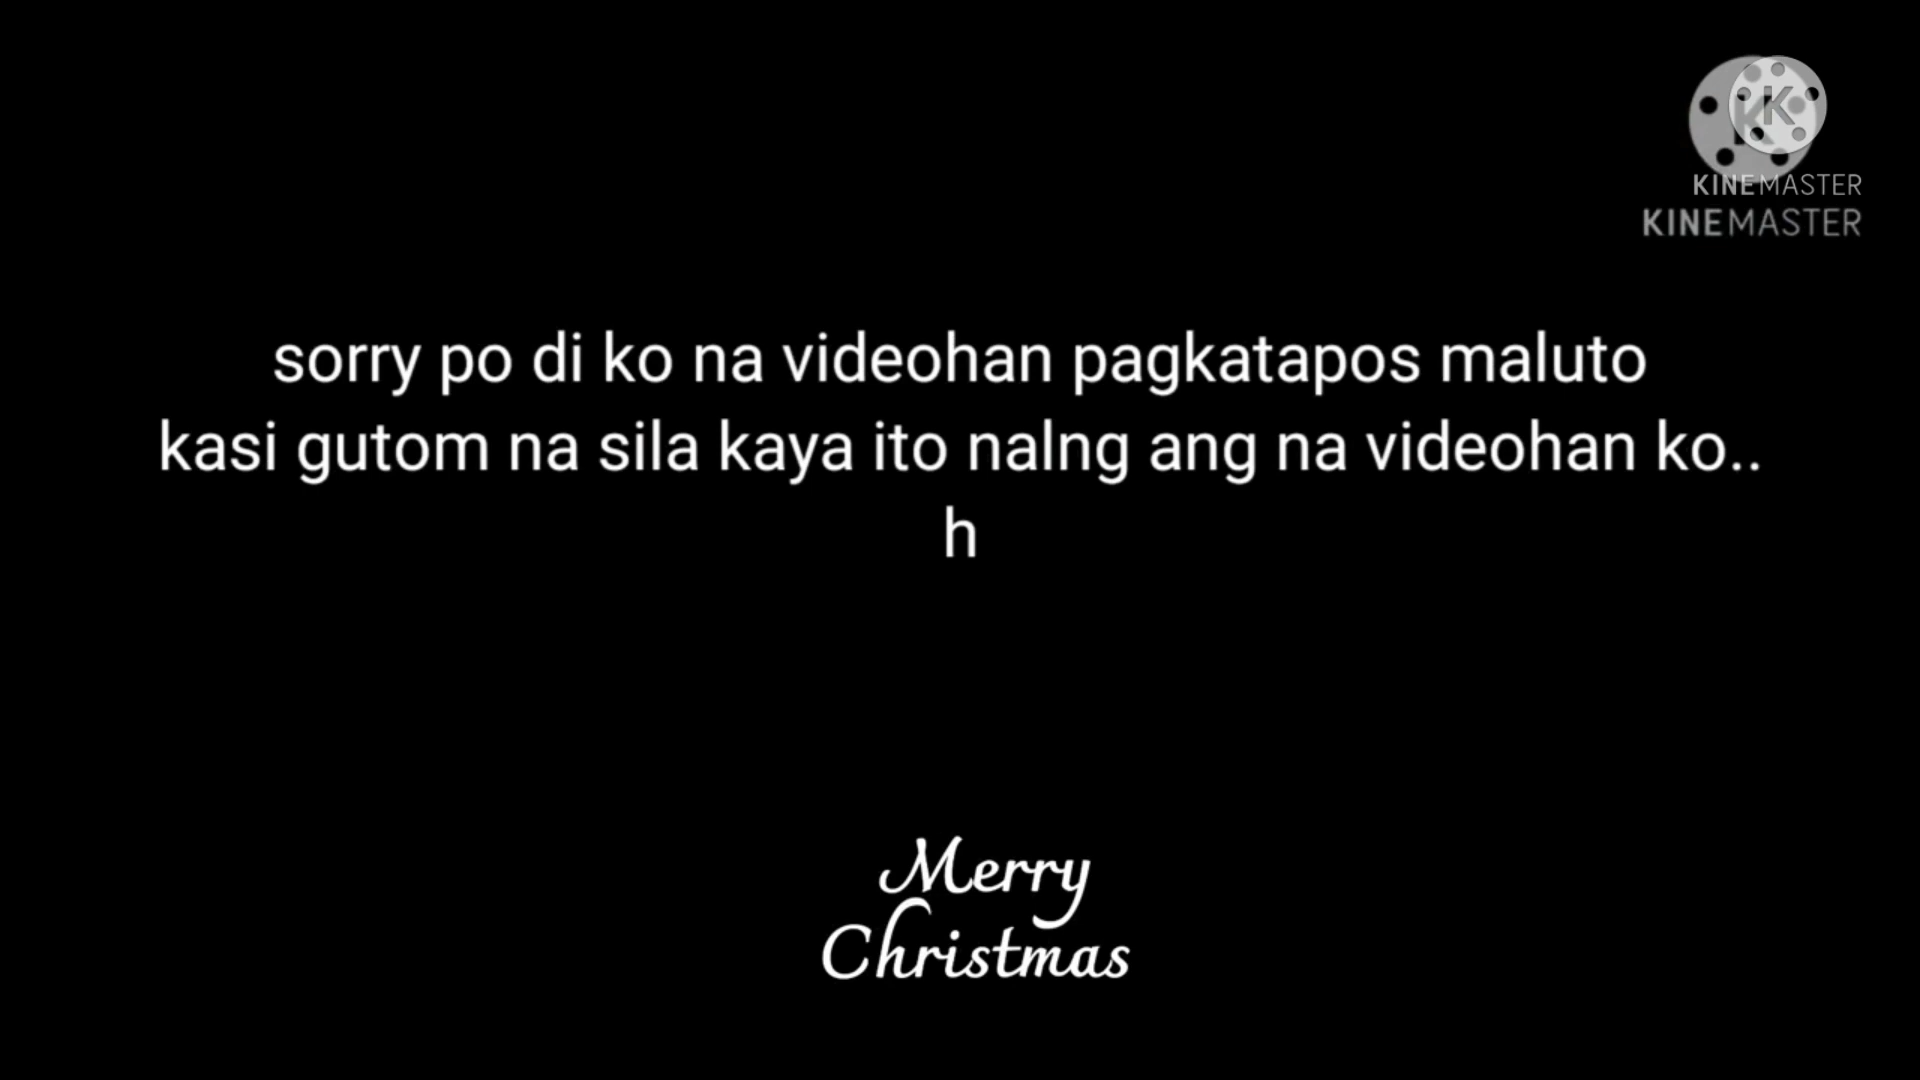 KINEMASTER
KINEMASTER
sorry po di ko na videohan pagkatapos maluto
kasi gutom na sila kaya ito nalng ang na videohan ko..
h
Merry
Christmas